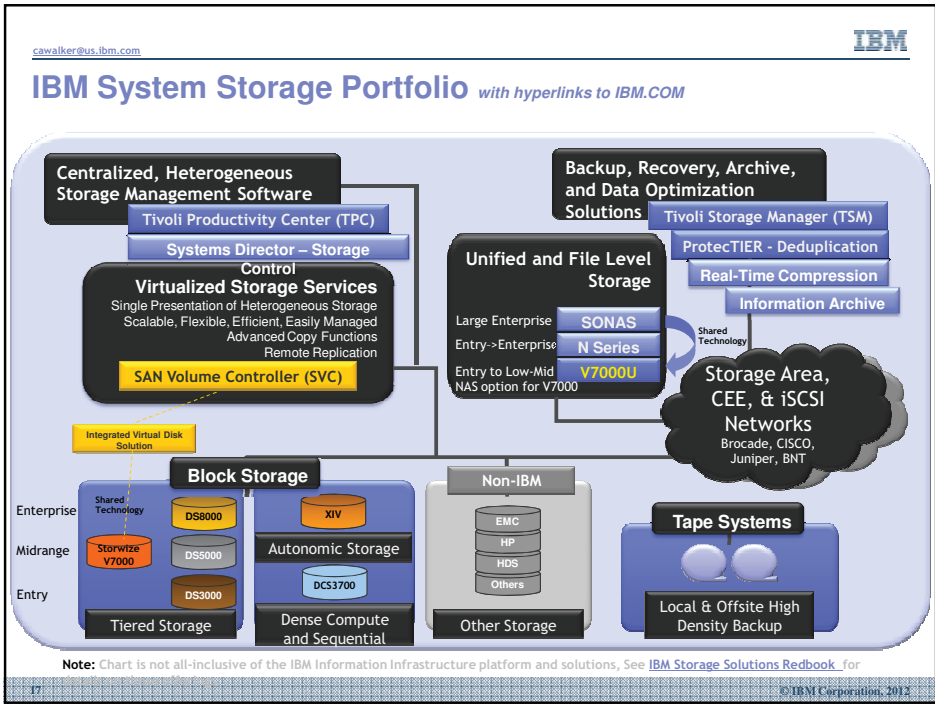 cawalker@us.ibm.com
IBM
IBM System Storage Portfolio with hyperlinks to IBM.COM
Centralized, Heterogeneous
Storage Management Software
Tivoli Productivity Center (TPC)
Systems Director – Storage
Control
Virtualized Storage Services
Single Presentation of Heterogeneous Storage
Scalable, Flexible, Efficient, Easily Managed
Advanced Copy Functions
Remote Replication
SAN Volume Controller (SVC)
Integrated Virtual Disk
Solution
Backup, Recovery, Archive,
and Data Optimization
Solutions
Tivoli Storage Manager (TSM)
ProtecTIER - Deduplication
Real-Time Compression
Information Archive
Unified and File Level
Storage
Large Enterprise
SONAS
Entry->Enterprise
N Series
Entry to Low-Mid
V7000U
NAS option for V7000
Shared
Technology
Storage Area,
CEE, & iSCSI
Networks
Brocade, CISCO,
Juniper, BNT
Block Storage
Enterprise
Midrange
Entry
Shared
Technology
DS8000
Storwize
V7000
DS5000
DS3000
Tiered Storage
XIV
Autonomic Storage
DCS3700
Dense Compute
and Sequential
Non-IBM
EMC
HP
HDS
Others
Other Storage
Tape Systems
Local & Offsite High
Density Backup
Note: Chart is not all-inclusive of the IBM Information Infrastructure platform and solutions, See IBM Storage Solutions Redbook for
17
© IBM Corporation, 2012